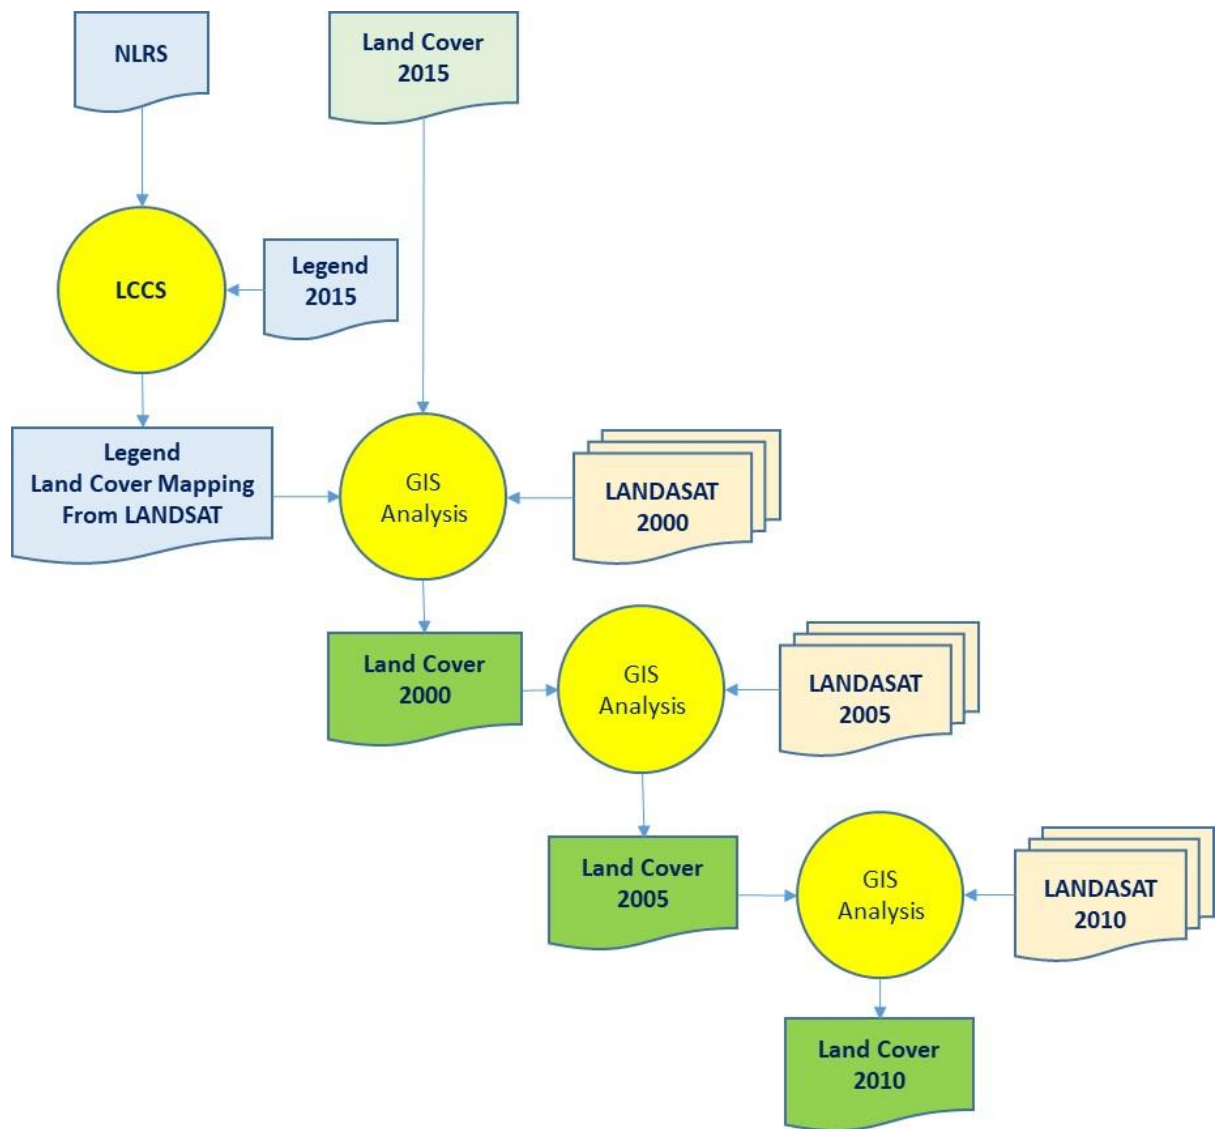 NLRS
Land Cover
2015
LCCS
Legend
2015
Legend
Land Cover Mapping
From LANDSAT
GIS
Analysis
LANDASAT
2000
Land Cover
2000
GIS
Analysis
LANDASAT
2005
Land Cover
2005
GIS
Analysis
LANDASAT
2010
Land Cover
2010